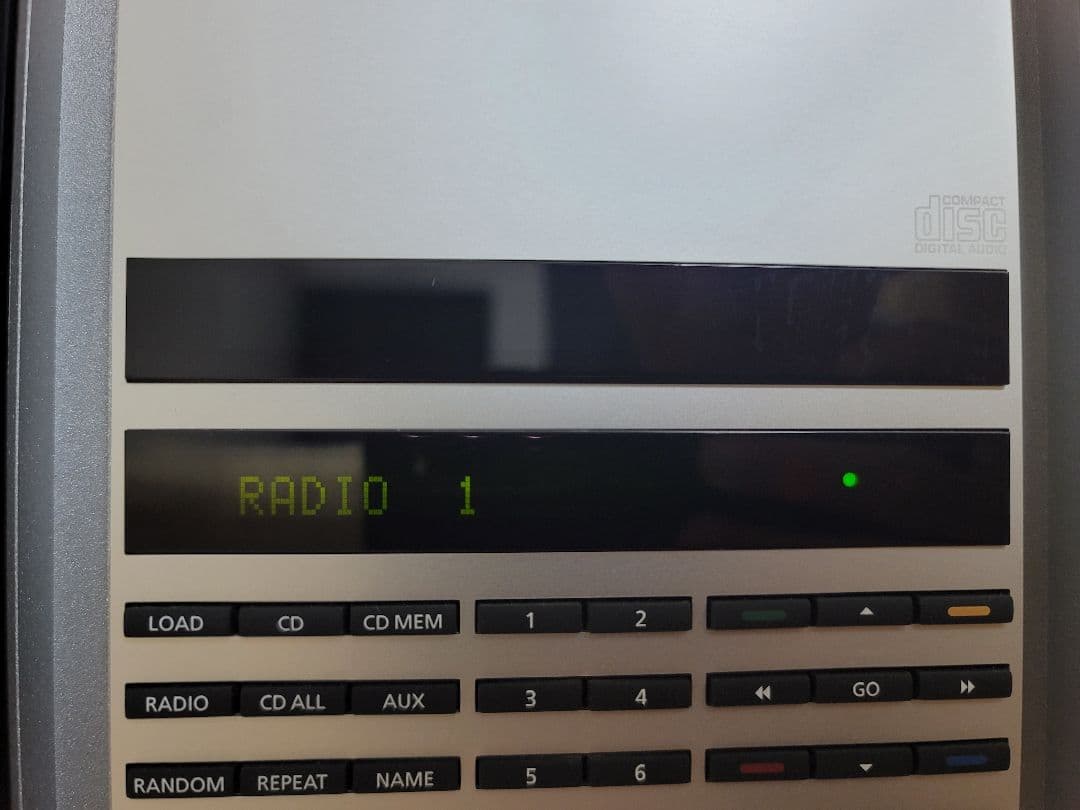 COMPACT
disc
DIGITAL AUDIO
RADIO 1
LOAD CD CD MEM 1 2
RADIO CD ALL AUX 3 4 GO
RANDOM REPEAT NAME 5 6